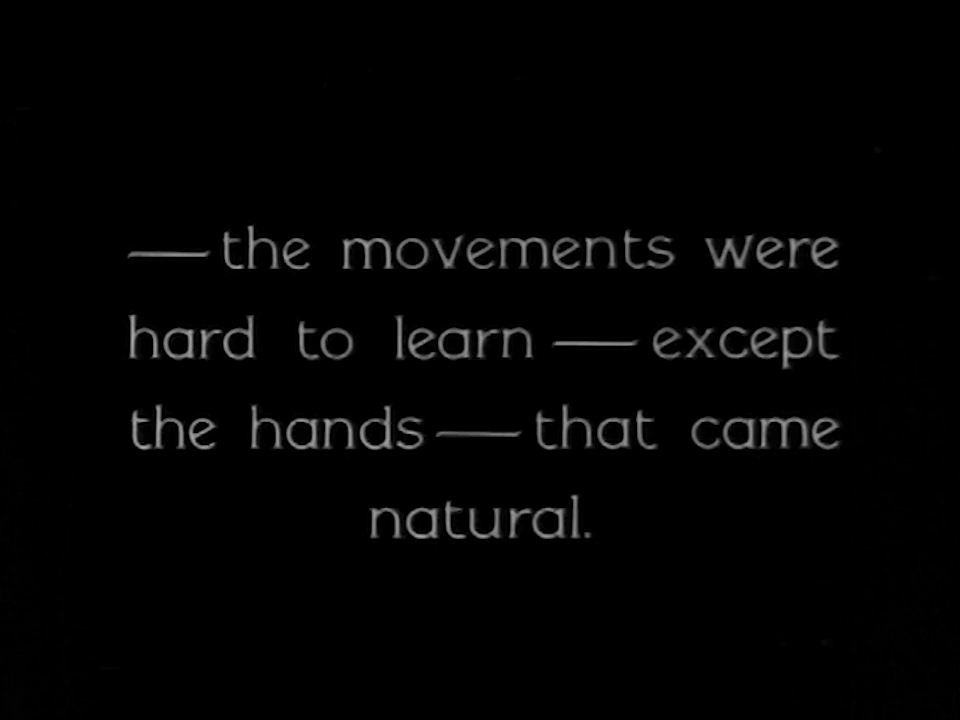 — the movements were
hard to learn — except
the hands — that came
natural.